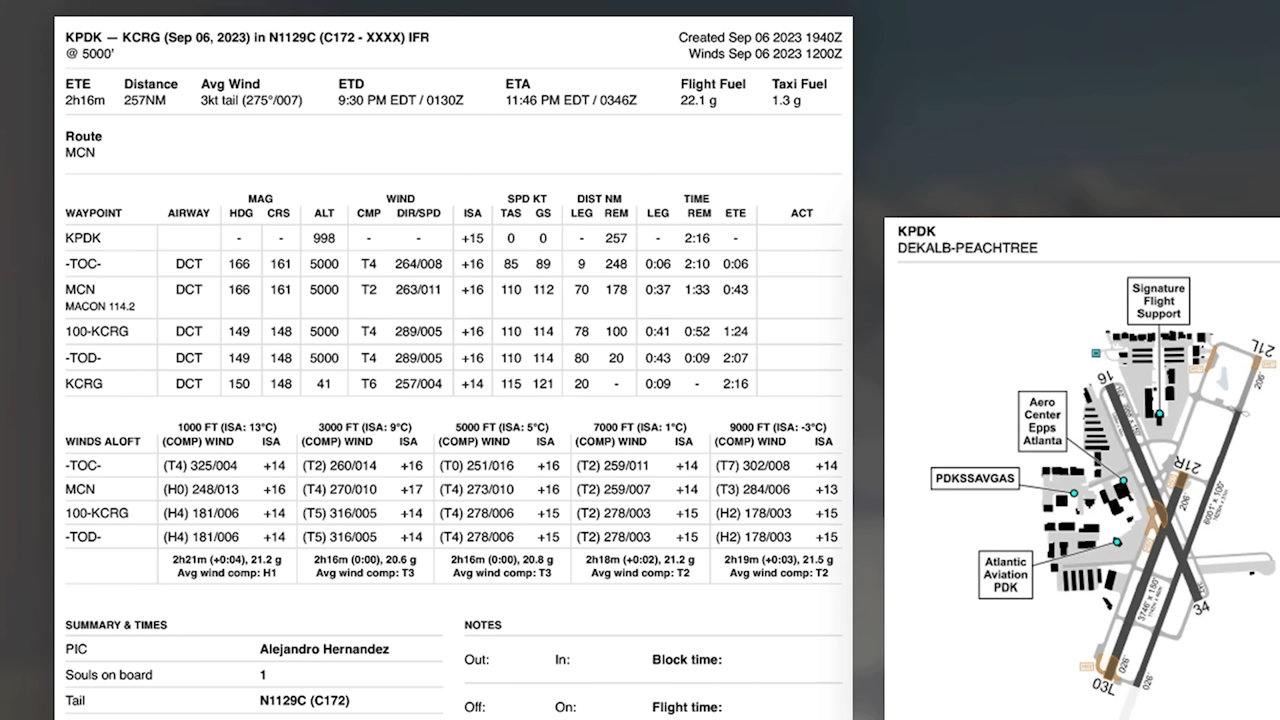 KPDK — KCRG (Sep 06, 2023) in N1129C (C172 - XXXX) IFR
@ 5000'
Created Sep 06 2023 1940Z
Winds Sep 06 2023 1200Z
ETE Distance Avg Wind ETD ETA Flight Fuel Taxi Fuel
2h16m 257NM 3kt tail (275°/007) 9:30 PM EDT / 0130Z 11:46 PM EDT / 0346Z 22.1 g 1.3 g
Route
MCN
MAG WIND SPD KT DIST NM TIME
WAYPOINT AIRWAY HDG CRS ALT CMP DIR/SPD ISA TAS GS LEG REM LEG REM ETE ACT
KPDK - - 998 - - +15 0 0 - 257 - 2:16 -
-TOC- DCT 166 161 5000 T4 264/008 +16 85 89 9 248 0:06 2:10 0:06
MCN DCT 166 161 5000 T2 263/011 +16 110 112 70 178 0:37 1:33 0:43
MACON 114.2
100-KCRG DCT 149 148 5000 T4 289/005 +16 110 114 78 100 0:41 0:52 1:24
-TOD- DCT 149 148 5000 T4 289/005 +16 110 114 80 20 0:43 0:09 2:07
KCRG DCT 150 148 41 T6 257/004 +14 115 121 20 - 0:09 - 2:16
1000 FT (ISA: 13°C) 3000 FT (ISA: 9°C) 5000 FT (ISA: 5°C) 7000 FT (ISA: 1°C) 9000 FT (ISA: -3°C)
WINDS ALOFT (COMP) WIND ISA (COMP) WIND ISA (COMP) WIND ISA (COMP) WIND ISA (COMP) WIND ISA
-TOC- (T4) 325/004 +14 (T2) 260/014 +16 (T0) 251/016 +16 (T2) 259/011 +14 (T7) 302/008 +14
MCN (H0) 248/013 +16 (T4) 270/010 +17 (T4) 273/010 +16 (T2) 259/007 +14 (T3) 284/006 +13
100-KCRG (H4) 181/006 +14 (T5) 316/005 +14 (T4) 278/006 +15 (T2) 278/003 +15 (H2) 178/003 +15
-TOD- (H4) 181/006 +14 (T5) 316/005 +14 (T4) 278/006 +15 (T2) 278/003 +15 (H2) 178/003 +15
2h21m (+0:04), 21.2 g 2h16m (0:00), 20.6 g 2h16m (0:00), 20.8 g 2h18m (+0:02), 21.2 g 2h19m (+0:03), 21.5 g
Avg wind comp: H1 Avg wind comp: T3 Avg wind comp: T3 Avg wind comp: T2 Avg wind comp: T2
SUMMARY & TIMES
PIC Alejandro Hernandez
Souls on board 1
Tail N1129C (C172)
NOTES
Out: In: Block time:
Off: On: Flight time:
KPDK
DEKALB-PEACHTREE
Signature
Flight
Support
21L
206°
16
Aero
Center
Epps
Atlanta
21R
206°
PDKSSAVGAS
6001' X 100'
Atlantic
Aviation
PDK
3746' X 150'
34
026°
03L
026°